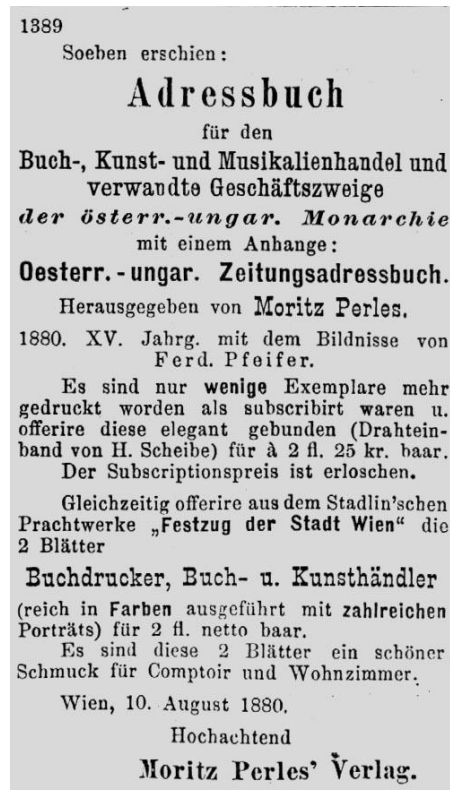 1389
Soeben erschien:
Adressbuch
für den
Buch-, Kunst- und Musikalienhandel und
verwandte Geschäftszweige
der österr.-ungar. Monarchie
mit einem Anhange:
Oesterr.-ungar. Zeitungsadressbuch.
Herausgegeben von Moritz Perles.
1880. XV. Jahrg. mit dem Bildnisse von
Ferd. Pfeifer.
Es sind nur wenige Exemplare mehr
gedruckt worden als subscribirt waren u.
offerire diese elegant gebunden (Drahtein-
band von H. Scheibe) für à 2 fl. 25 kr. baar.
Der Subscriptionspreis ist erloschen.
Gleichzeitig offerire aus dem Stadlin'schen
Prachtwerke „Festzug der Stadt Wien“ die
2 Blätter
Buchdrucker, Buch- u. Kunsthändler
(reich in Farben ausgeführt mit zahlreichen
Porträts) für 2 fl. netto baar.
Es sind diese 2 Blätter ein schöner
Schmuck für Comptoir und Wohnzimmer.
Wien, 10. August 1880.
Hochachtend
Moritz Perles' Verlag.